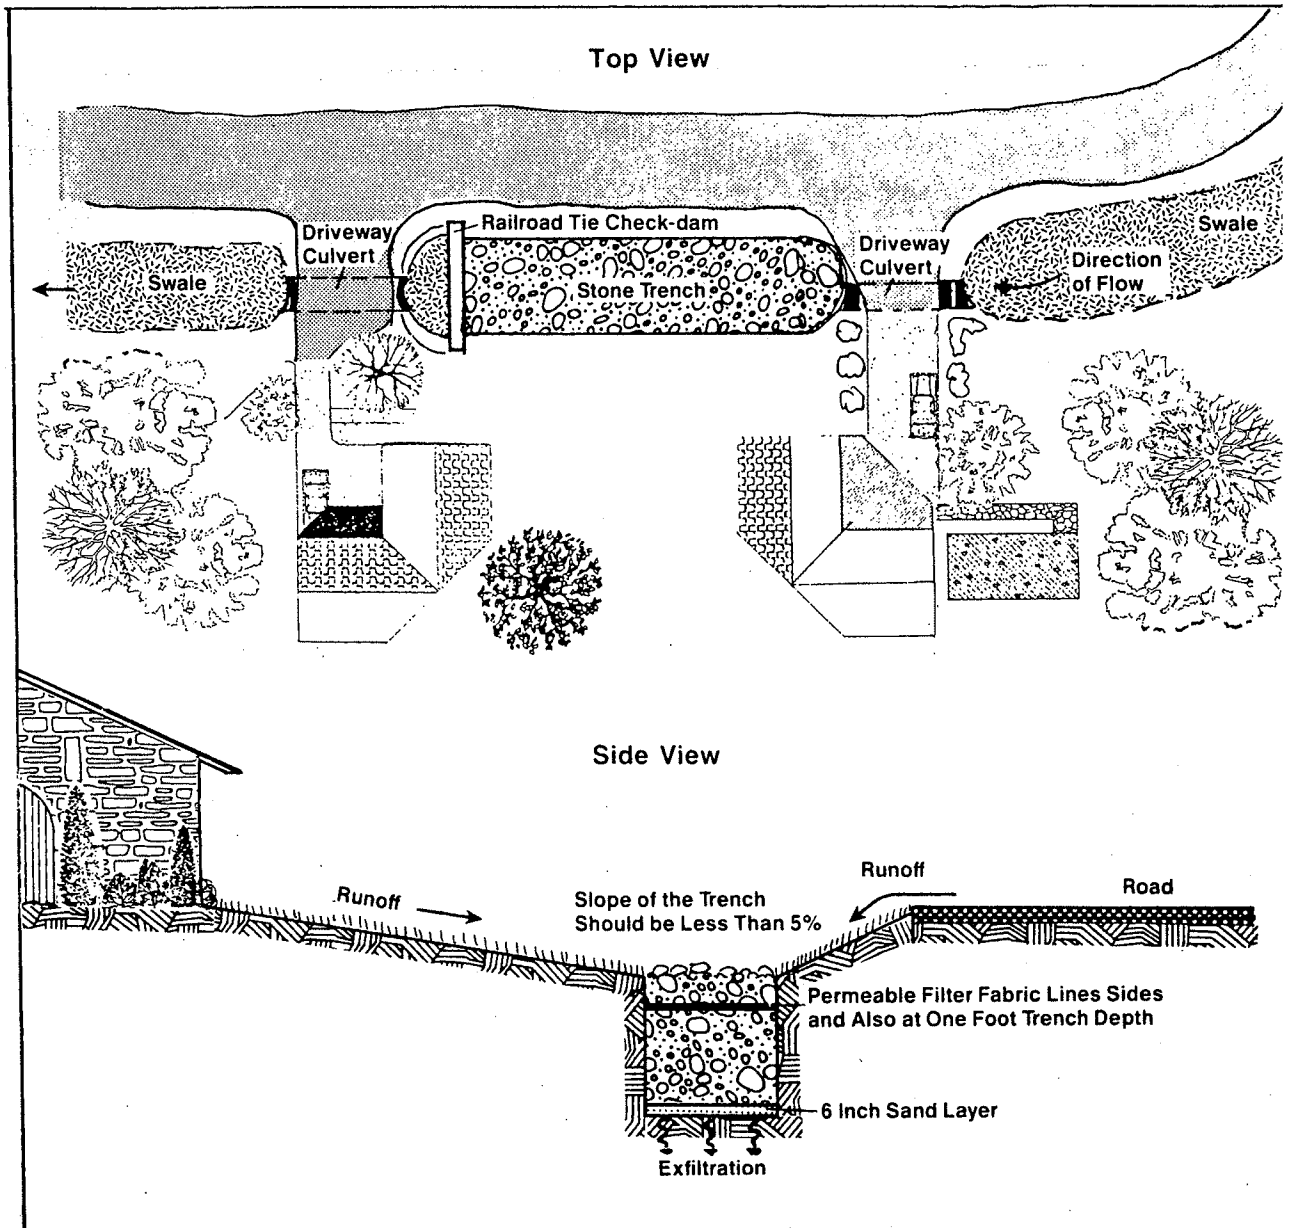 Top View
Railroad Tie Check-dam
Driveway
Culvert
Driveway
Culvert
Swale
Direction
of Flow
Swale
Stone Trench
Side View
Runoff
Slope of the Trench
Should be Less Than 5%
Runoff
Road
Permeable Filter Fabric Lines Sides
and Also at One Foot Trench Depth
6 Inch Sand Layer
Exfiltration